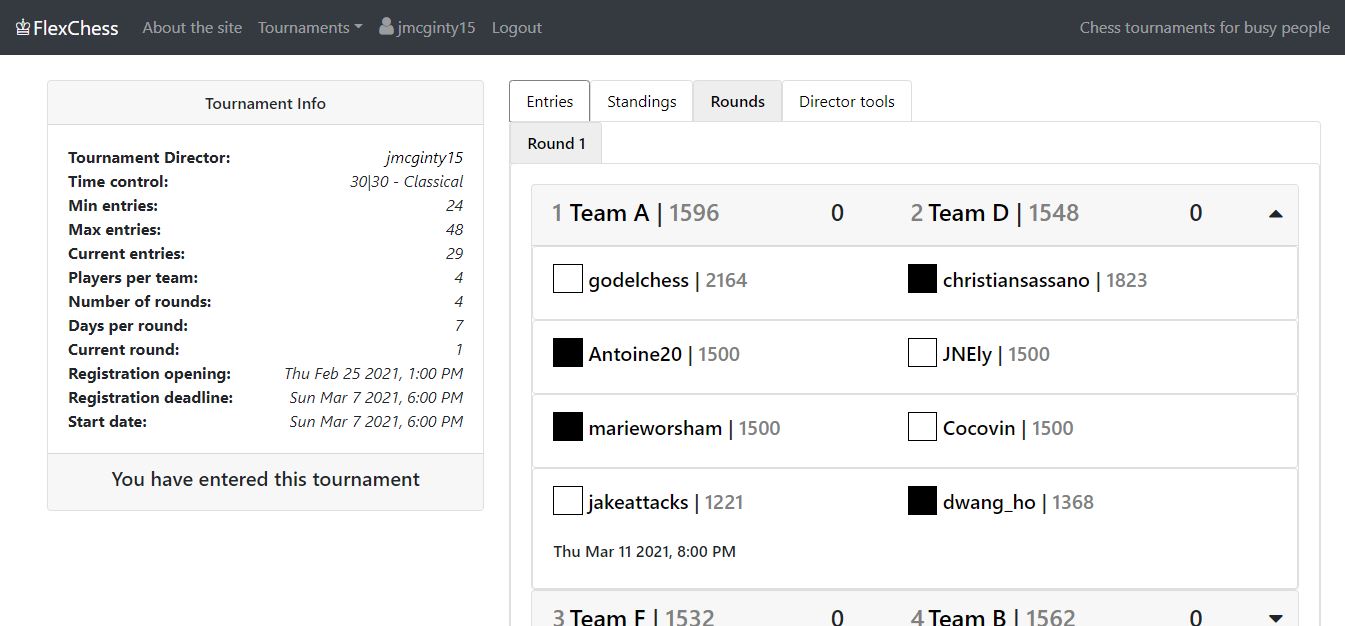 FlexChess About the site Tournaments jmcginty15 Logout Chess tournaments for busy people
Tournament Info
Tournament Director: jmcginty15
Time control: 30|30 - Classical
Min entries: 24
Max entries: 48
Current entries: 29
Players per team: 4
Number of rounds: 4
Days per round: 7
Current round: 1
Registration opening: Thu Feb 25 2021, 1:00 PM
Registration deadline: Sun Mar 7 2021, 6:00 PM
Start date: Sun Mar 7 2021, 6:00 PM
You have entered this tournament
Entries Standings Rounds Director tools
Round 1
1 Team A | 1596 0 2 Team D | 1548 0
godelchess | 2164 christiansassano | 1823
Antoine20 | 1500 JNEly | 1500
marieworsham | 1500 Cocovin | 1500
jakeattacks | 1221 dwang_ho | 1368
Thu Mar 11 2021, 8:00 PM
3 Team F | 1532 0 4 Team B | 1562 0